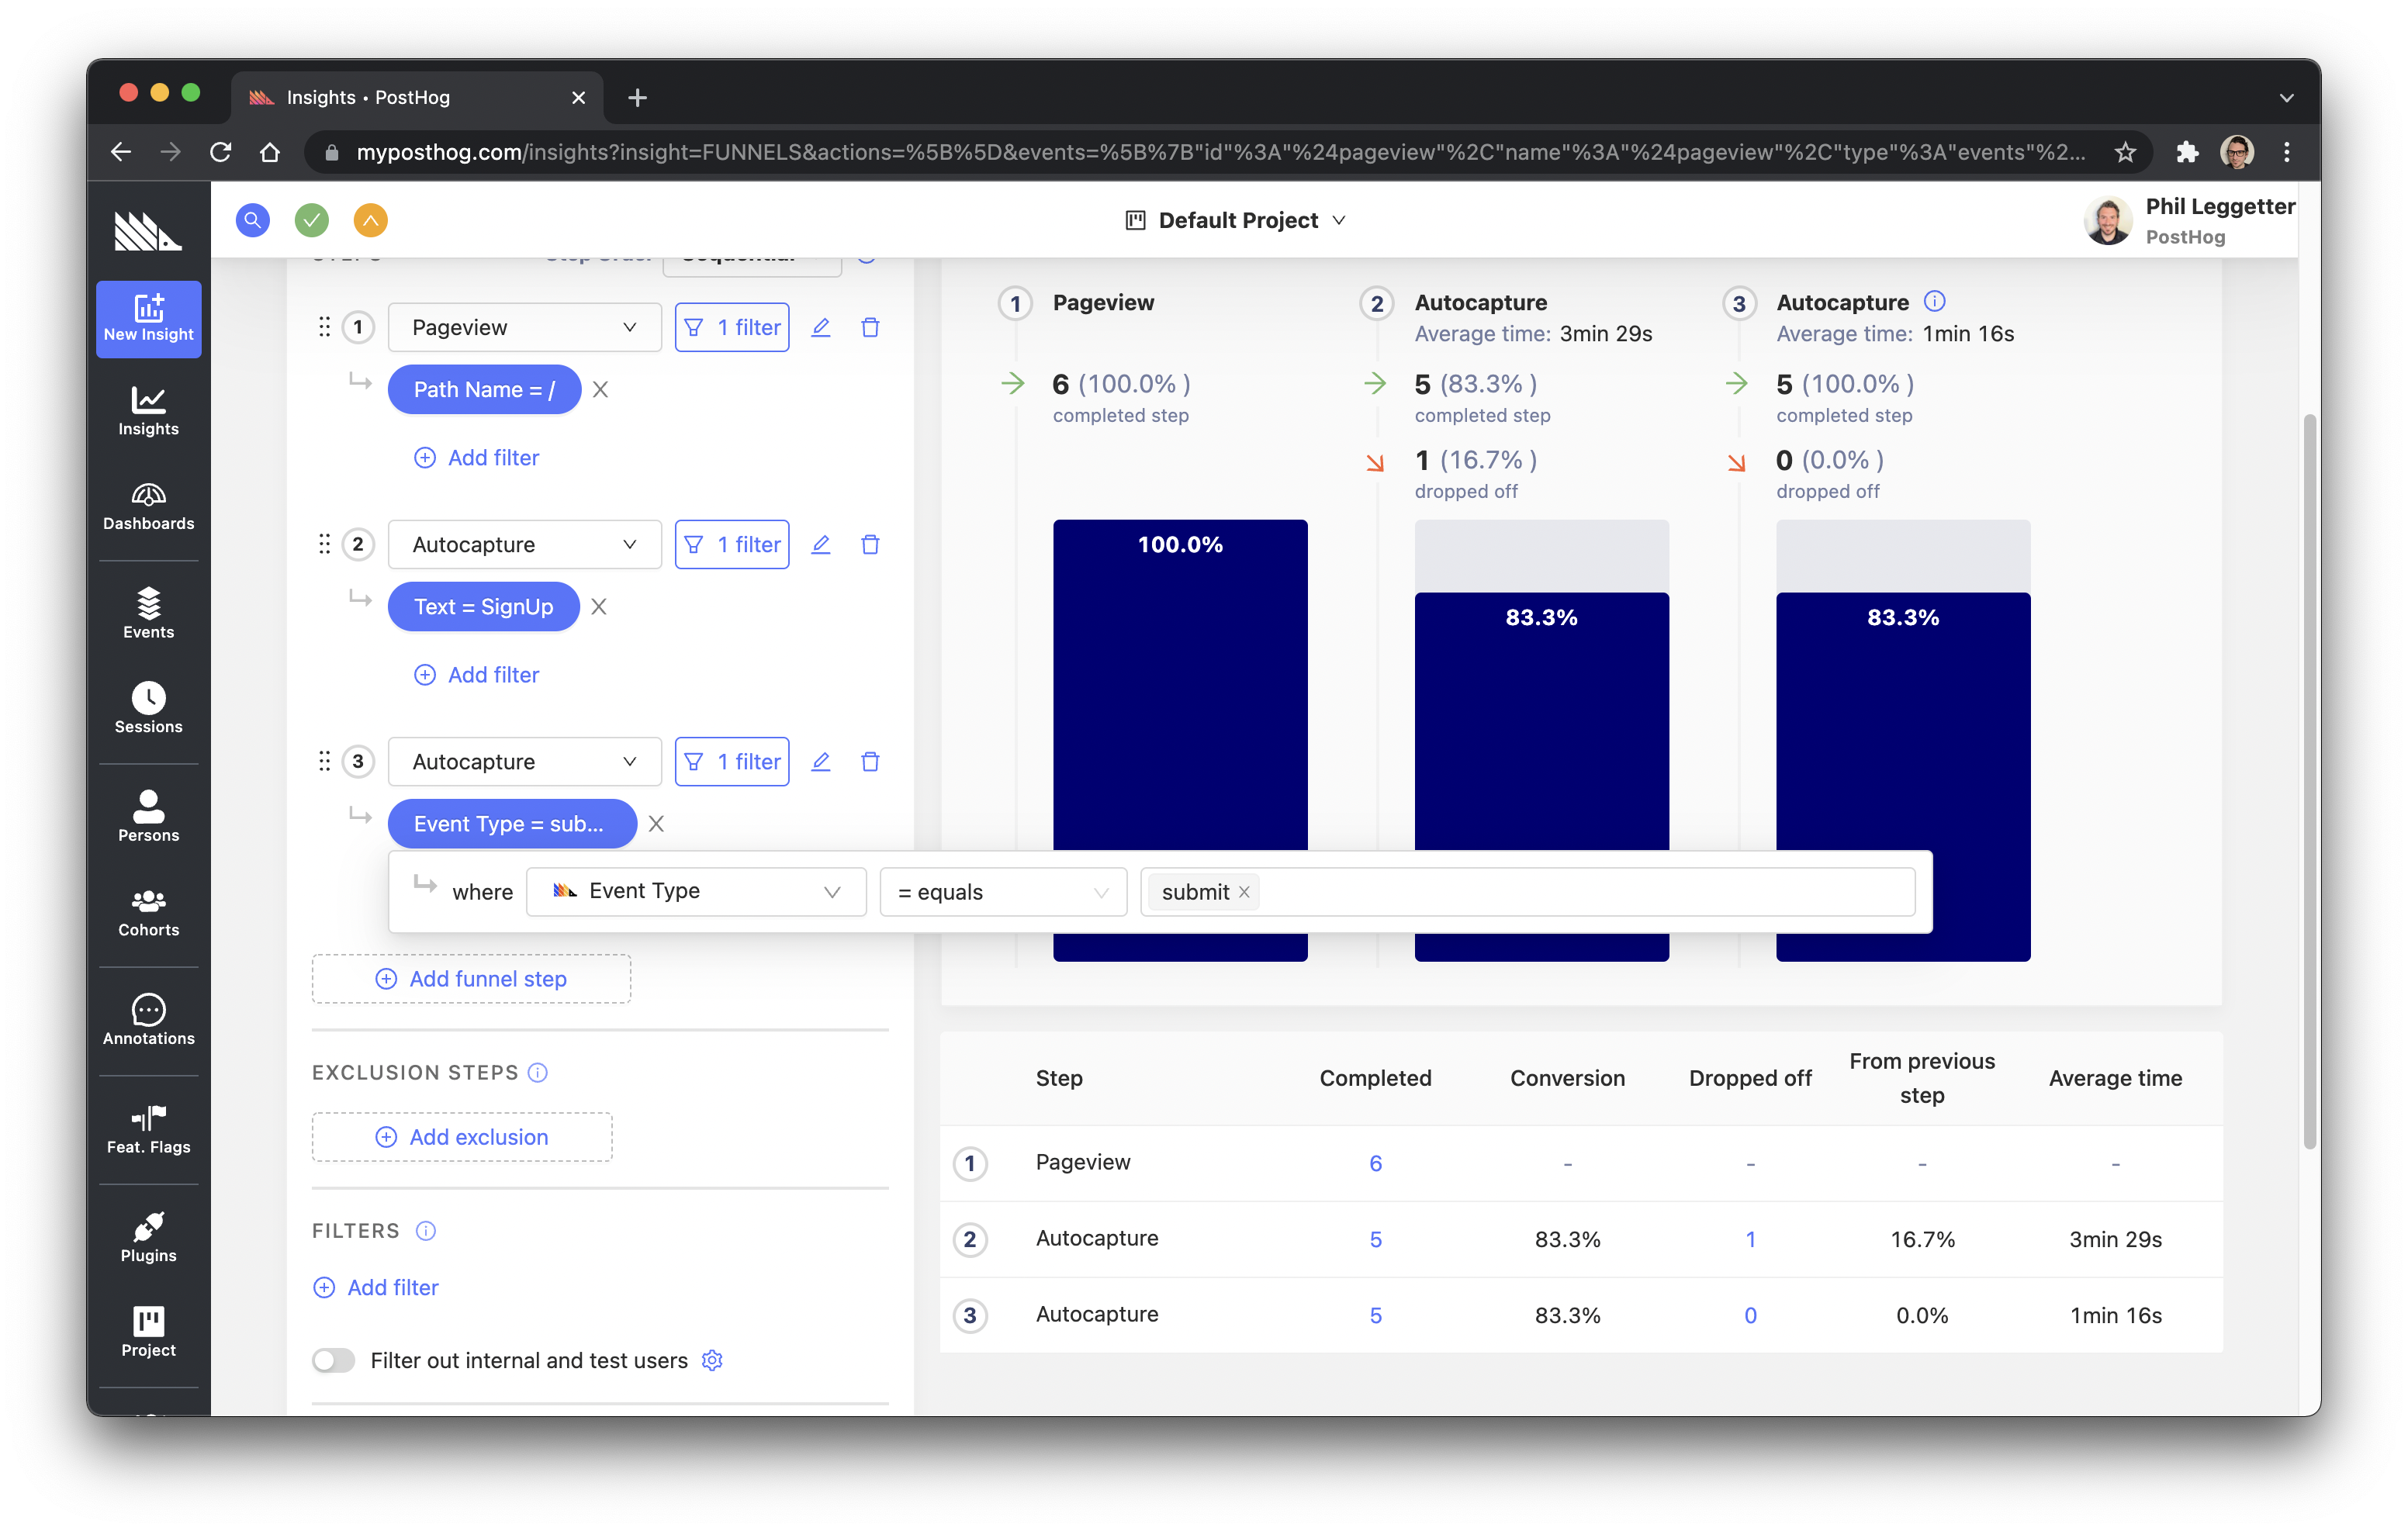 Insights • PostHog
myposthog.com/insights?insight=FUNNELS&actions=%5B%5D&events=%5B%7B"id"%3A"%24pageview"%2C"name"%3A"%24pageview"%2C"type"%3A"events"%2...
Default Project
Phil Leggetter
PostHog
New Insight
Insights
Dashboards
Events
Sessions
Persons
Cohorts
Annotations
Feat. Flags
Plugins
Project
1 Pageview 1 filter
Path Name = /
Add filter
2 Autocapture 1 filter
Text = SignUp
Add filter
3 Autocapture 1 filter
Event Type = sub...
where Event Type = equals submit
Add funnel step
EXCLUSION STEPS
Add exclusion
FILTERS
Add filter
Filter out internal and test users
1 Pageview
6 (100.0% )
completed step
100.0%
2 Autocapture
Average time: 3min 29s
5 (83.3% )
completed step
1 (16.7% )
dropped off
83.3%
3 Autocapture
Average time: 1min 16s
5 (100.0% )
completed step
0 (0.0% )
dropped off
83.3%
Step Completed Conversion Dropped off From previous step Average time
1 Pageview 6 - - - -
2 Autocapture 5 83.3% 1 16.7% 3min 29s
3 Autocapture 5 83.3% 0 0.0% 1min 16s